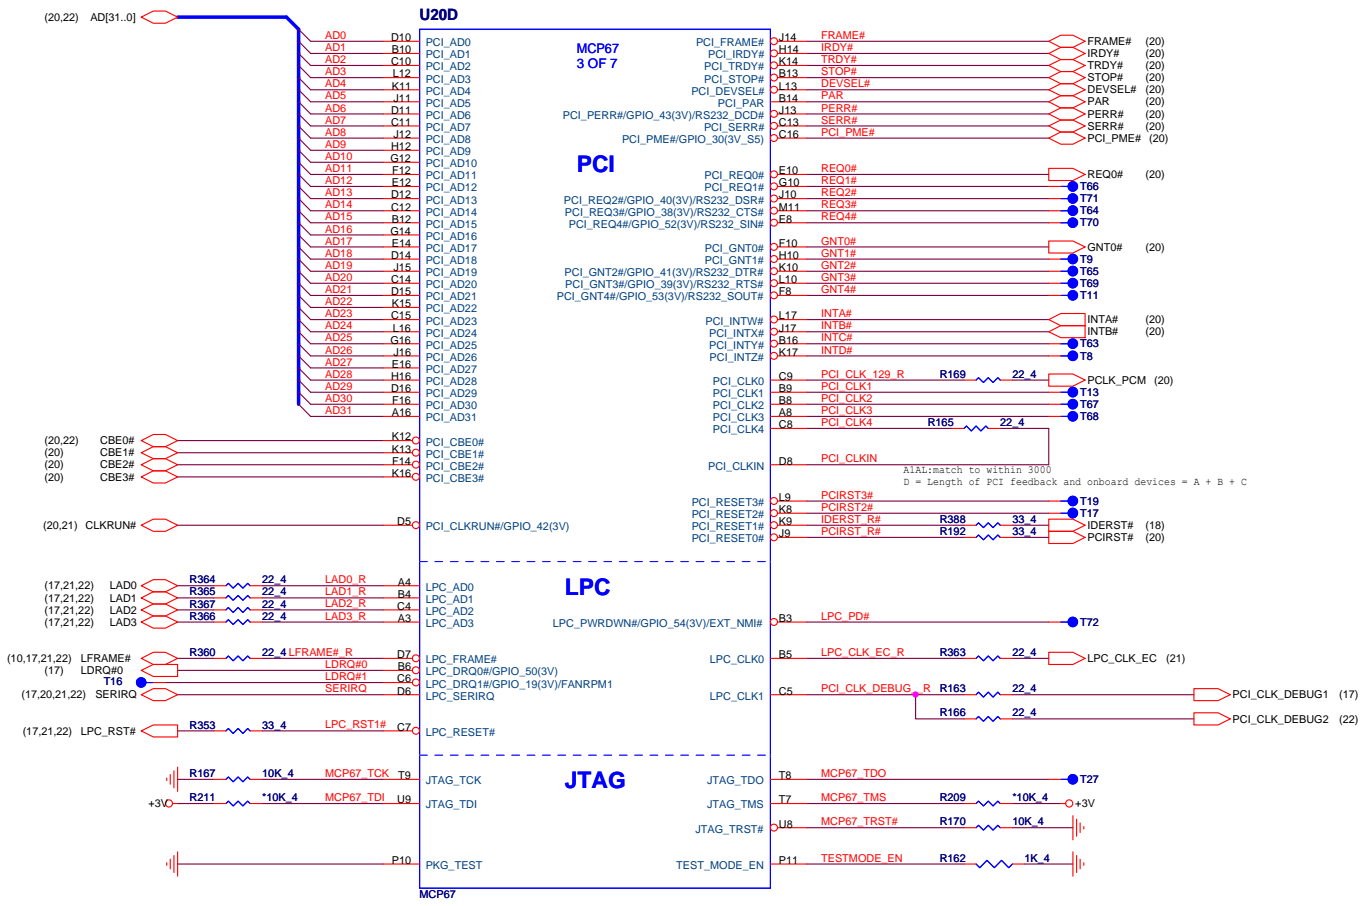 U20D
(20,22) AD[31..0]
MCP67
3 OF 7
PCI
AD0 D10 PCI_AD0
AD1 B10 PCI_AD1
AD2 C10 PCI_AD2
AD3 L12 PCI_AD3
AD4 K11 PCI_AD4
AD5 J11 PCI_AD5
AD6 D11 PCI_AD6
AD7 C11 PCI_AD7
AD8 J12 PCI_AD8
AD9 H12 PCI_AD9
AD10 G12 PCI_AD10
AD11 F12 PCI_AD11
AD12 E12 PCI_AD12
AD13 D12 PCI_AD13
AD14 C12 PCI_AD14
AD15 B12 PCI_AD15
AD16 G14 PCI_AD16
AD17 E14 PCI_AD17
AD18 D14 PCI_AD18
AD19 J15 PCI_AD19
AD20 C14 PCI_AD20
AD21 D15 PCI_AD21
AD22 K15 PCI_AD22
AD23 C15 PCI_AD23
AD24 L16 PCI_AD24
AD25 G16 PCI_AD25
AD26 J16 PCI_AD26
AD27 E16 PCI_AD27
AD28 H16 PCI_AD28
AD29 D16 PCI_AD29
AD30 F16 PCI_AD30
AD31 A16 PCI_AD31
(20,22) CBE0# K12 PCI_CBE0#
(20) CBE1# K13 PCI_CBE1#
(20) CBE2# F14 PCI_CBE2#
(20) CBE3# K16 PCI_CBE3#
(20,21) CLKRUN# D5 PCI_CLKRUN#/GPIO_42(3V)
PCI_FRAME# J14 FRAME# FRAME# (20)
PCI_IRDY# H14 IRDY# IRDY# (20)
PCI_TRDY# K14 TRDY# TRDY# (20)
PCI_STOP# B13 STOP# STOP# (20)
PCI_DEVSEL# L13 DEVSEL# DEVSEL# (20)
PCI_PAR B14 PAR PAR (20)
PCI_PERR#/GPIO_43(3V)/RS232_DCD# J13 PERR# PERR# (20)
PCI_SERR# C13 SERR# SERR# (20)
PCI_PME#/GPIO_30(3V_S5) C16 PCI_PME# PCI_PME# (20)
PCI_REQ0# E10 REQ0# REQ0# (20)
PCI_REQ1# G10 REQ1# T66
PCI_REQ2#/GPIO_40(3V)/RS232_DSR# J10 REQ2# T71
PCI_REQ3#/GPIO_38(3V)/RS232_CTS# M11 REQ3# T64
PCI_REQ4#/GPIO_52(3V)/RS232_SIN# E8 REQ4# T70
PCI_GNT0# F10 GNT0# GNT0# (20)
PCI_GNT1# H10 GNT1# T9
PCI_GNT2#/GPIO_41(3V)/RS232_DTR# K10 GNT2# T65
PCI_GNT3#/GPIO_39(3V)/RS232_RTS# L10 GNT3# T69
PCI_GNT4#/GPIO_53(3V)/RS232_SOUT# F8 GNT4# T11
PCI_INTW# L17 INTA# INTA# (20)
PCI_INTX# J17 INTB# INTB# (20)
PCI_INTY# B16 INTC# T63
PCI_INTZ# K17 INTD# T8
PCI_CLK0 C9 PCI_CLK_129_R R169 22_4 PCLK_PCM (20)
PCI_CLK1 B9 PCI_CLK1 T13
PCI_CLK2 B8 PCI_CLK2 T67
PCI_CLK3 A8 PCI_CLK3 T68
PCI_CLK4 C8 PCI_CLK4 R165 22_4
PCI_CLKIN D8 PCI_CLKIN
A1AL:match to within 3000
D = Length of PCI feedback and onboard devices = A + B + C
PCI_RESET3# L9 PCIRST3# T19
PCI_RESET2# K8 PCIRST2# T17
PCI_RESET1# K9 IDERST_R# R388 33_4 IDERST# (18)
PCI_RESET0# J9 PCIRST_R# R192 33_4 PCIRST# (20)
LPC
(17,21,22) LAD0 R364 22_4 LAD0_R A4 LPC_AD0
(17,21,22) LAD1 R365 22_4 LAD1_R B4 LPC_AD1
(17,21,22) LAD2 R367 22_4 LAD2_R C4 LPC_AD2
(17,21,22) LAD3 R366 22_4 LAD3_R A3 LPC_AD3
LPC_PWRDWN#/GPIO_54(3V)/EXT_NMI# B3 LPC_PD# T72
(10,17,21,22) LFRAME# R360 22_4 LFRAME#_R D7 LPC_FRAME#
(17) LDRQ#0 LDRQ#0 B6 LPC_DRQ0#/GPIO_50(3V)
T16 LDRQ#1 C6 LPC_DRQ1#/GPIO_19(3V)/FANRPM1
(17,20,21,22) SERIRQ SERIRQ D6 LPC_SERIRQ
LPC_CLK0 B5 LPC_CLK_EC_R R363 22_4 LPC_CLK_EC (21)
LPC_CLK1 C5 PCI_CLK_DEBUG_R R163 22_4 PCI_CLK_DEBUG1 (17)
R166 22_4 PCI_CLK_DEBUG2 (22)
(17,21,22) LPC_RST# R353 33_4 LPC_RST1# C7 LPC_RESET#
JTAG
R167 10K_4 MCP67_TCK T9 JTAG_TCK
+3V R211 *10K_4 MCP67_TDI U9 JTAG_TDI
JTAG_TDO T8 MCP67_TDO T27
JTAG_TMS T7 MCP67_TMS R209 *10K_4 +3V
JTAG_TRST# U8 MCP67_TRST# R170 10K_4
P10 PKG_TEST
TEST_MODE_EN P11 TESTMODE_EN R162 1K_4
MCP67